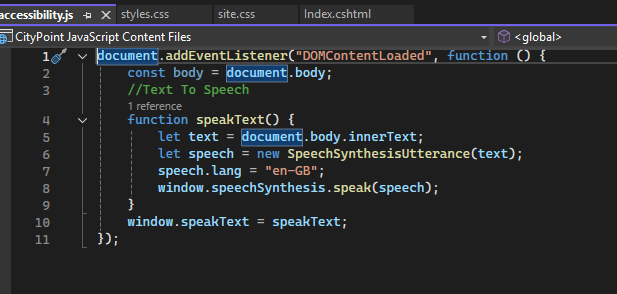 accessibility.js styles.css site.css Index.cshtml
CityPoint JavaScript Content Files <global>
1 document.addEventListener("DOMContentLoaded", function () {
2 const body = document.body;
3 //Text To Speech
1 reference
4 function speakText() {
5 let text = document.body.innerText;
6 let speech = new SpeechSynthesisUtterance(text);
7 speech.lang = "en-GB";
8 window.speechSynthesis.speak(speech);
9 }
10 window.speakText = speakText;
11 });